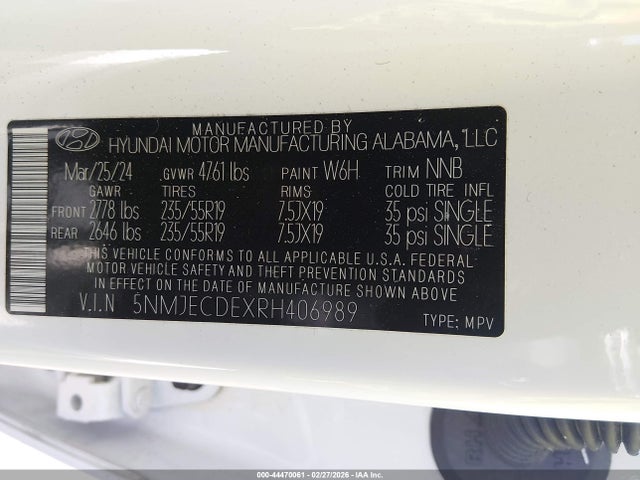 MANUFACTURED BY
HYUNDAI MOTOR MANUFACTURING ALABAMA, LLC
Mar/25/24 GVWR 4761 lbs PAINT W6H TRIM NNB
GAWR TIRES RIMS COLD TIRE INFL
FRONT 2778 lbs 235/55R19 7.5JX19 35 psi SINGLE
REAR 2646 lbs 235/55R19 7.5JX19 35 psi SINGLE
THIS VEHICLE CONFORMS TO ALL APPLICABLE U.S.A. FEDERAL
MOTOR VEHICLE SAFETY AND THEFT PREVENTION STANDARDS
IN EFFECT ON THE DATE OF MANUFACTURE SHOWN ABOVE.
V.I.N 5NMJECDEXRH406989 TYPE; MPV
000-44470061 | 02/27/2026 | IAA Inc.